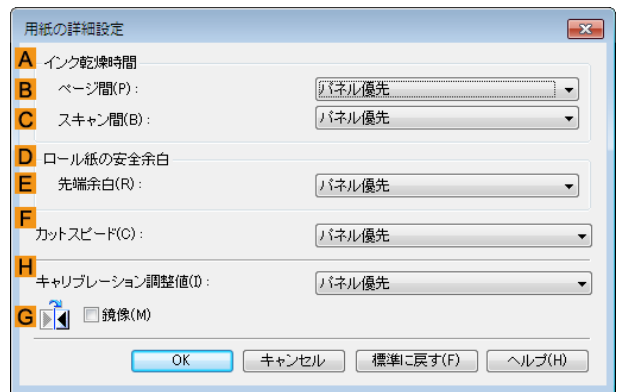 用紙の詳細設定
A インク乾燥時間
B ページ間(P): パネル優先
C スキャン間(B): パネル優先
D ロール紙の安全余白
E 先端余白(R): パネル優先
F
カットスピード(C): パネル優先
H
キャリブレーション調整値(I): パネル優先
G 鏡像(M)
OK キャンセル 標準に戻す(F) ヘルプ(H)